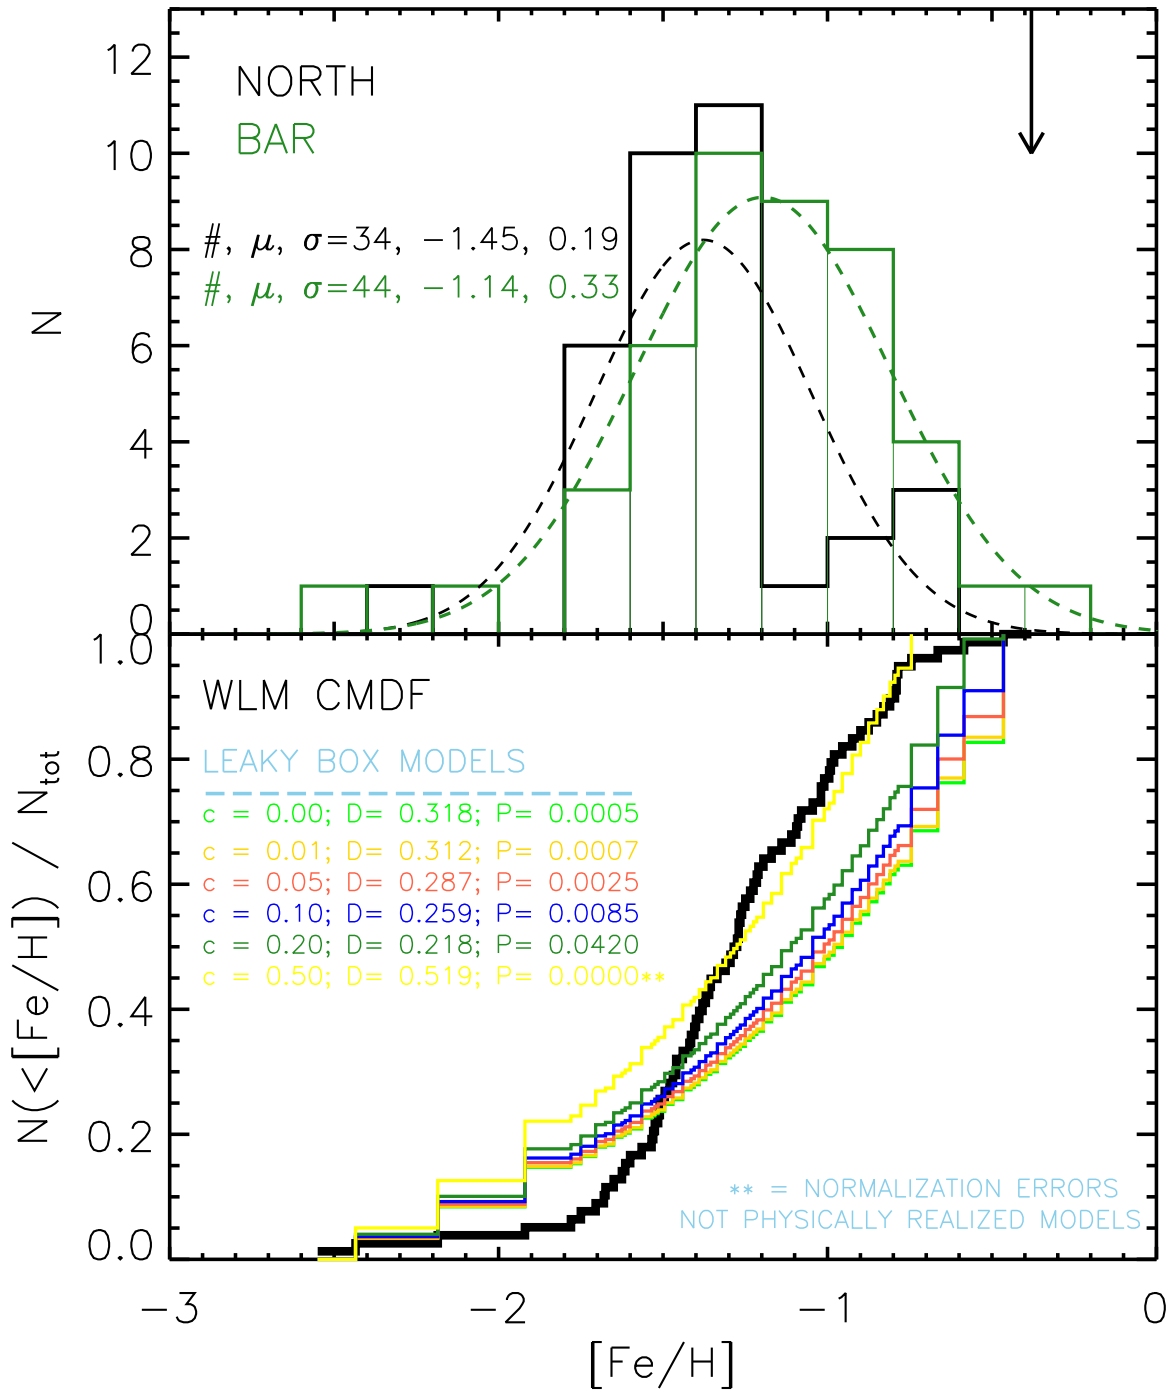 12
10
8
6
4
2
0
N
NORTH
BAR
#, μ, σ=34, −1.45, 0.19
#, μ, σ=44, −1.14, 0.33
1.0
0.8
0.6
0.4
0.2
0.0
N(<[Fe/H]) / Ntot
WLM CMDF
LEAKY BOX MODELS
c = 0.00; D= 0.318; P= 0.0005
c = 0.01; D= 0.312; P= 0.0007
c = 0.05; D= 0.287; P= 0.0025
c = 0.10; D= 0.259; P= 0.0085
c = 0.20; D= 0.218; P= 0.0420
c = 0.50; D= 0.519; P= 0.0000**
** = NORMALIZATION ERRORS
NOT PHYSICALLY REALIZED MODELS
−3 −2 −1 0
[Fe/H]